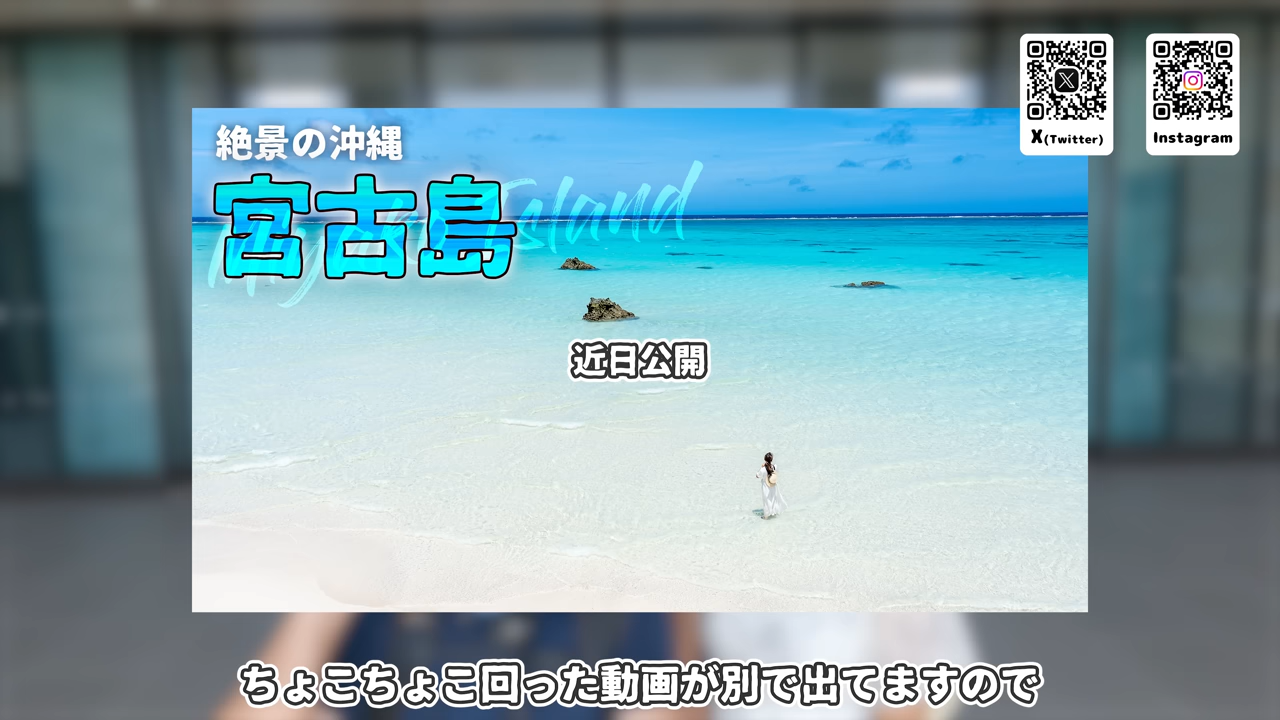 絶景の沖縄
宮古島
Island
近日公開
X(Twitter)
Instagram
ちょこちょこ回った動画が別で出てますので